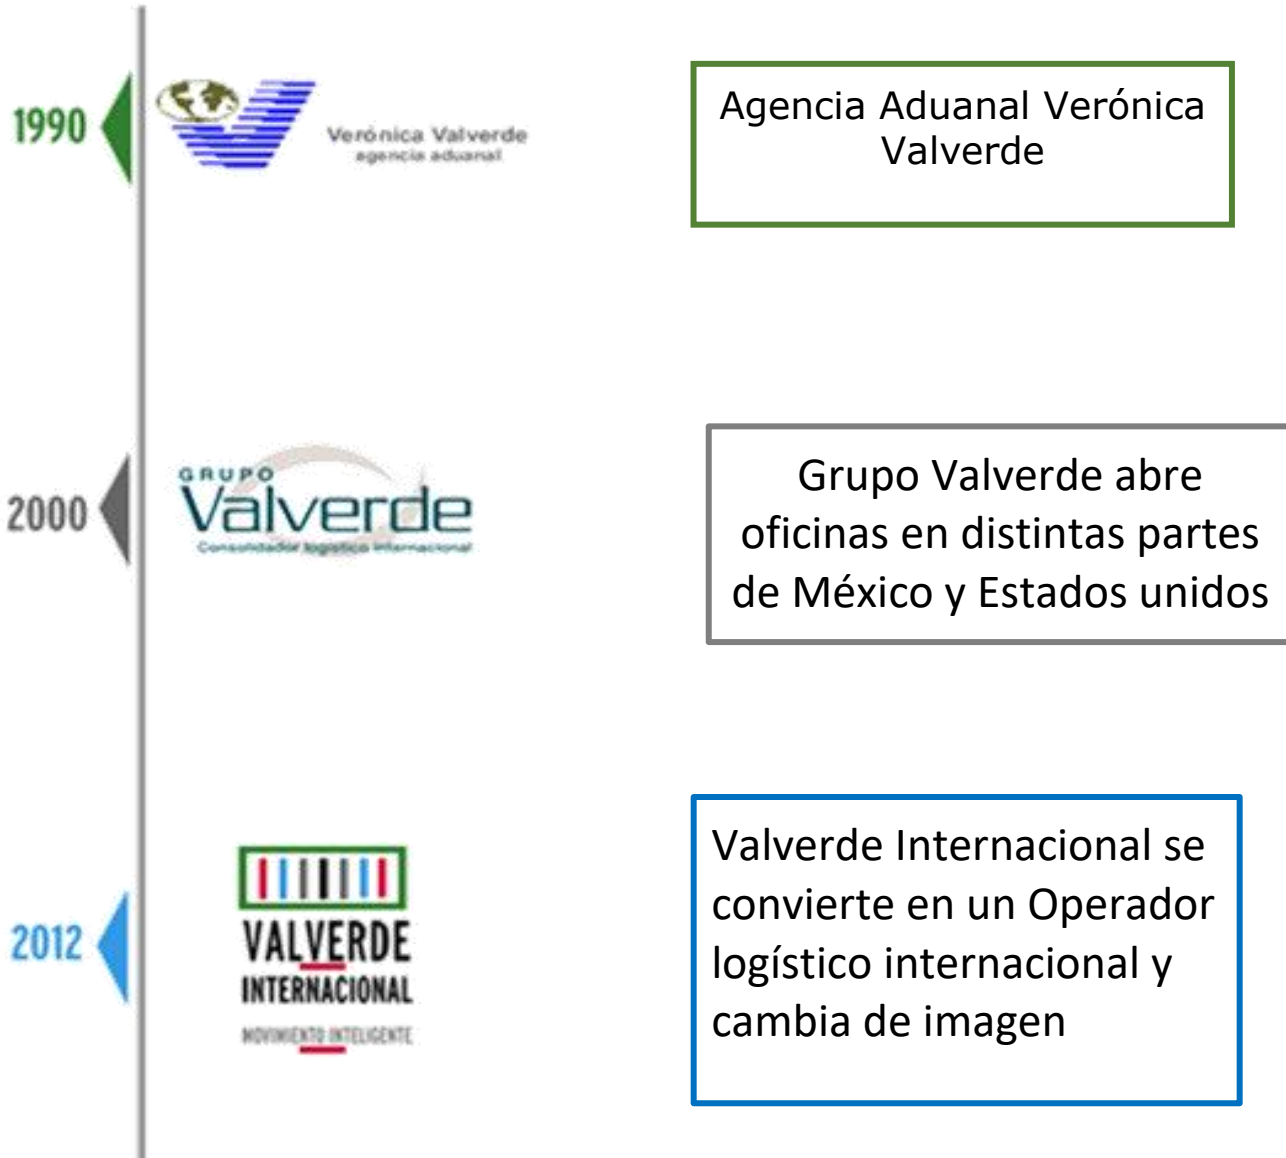 1990
Verónica Valverde
agencia aduanal
Agencia Aduanal Verónica
Valverde
2000
GRUPO
Valverde
Consolidador logístico internacional
Grupo Valverde abre
oficinas en distintas partes
de México y Estados unidos
2012
VALVERDE
INTERNACIONAL
MOVIMIENTO INTELIGENTE
Valverde Internacional se
convierte en un Operador
logístico internacional y
cambia de imagen